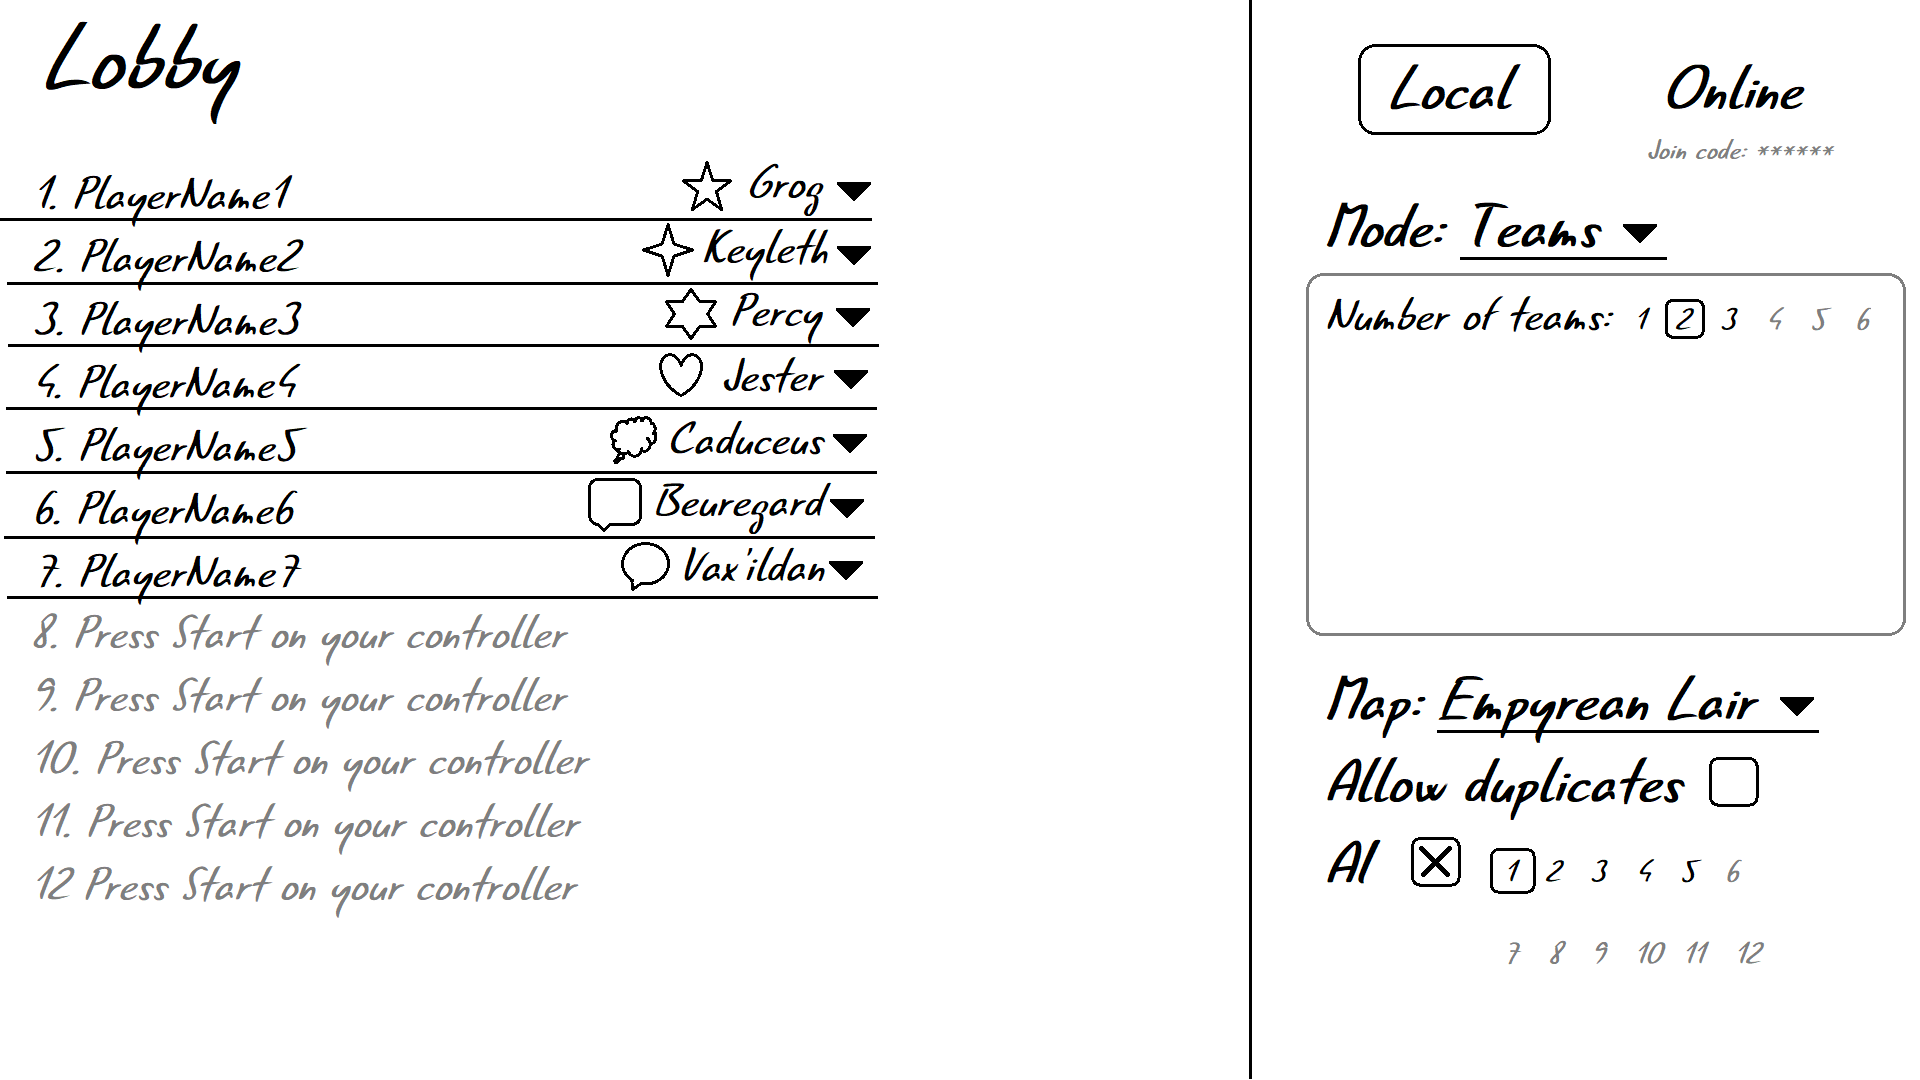 Lobby
1. PlayerName1 Grog
2. PlayerName2 Keyleth
3. PlayerName3 Percy
4. PlayerName4 Jester
5. PlayerName5 Caduceus
6. PlayerName6 Beuregard
7. PlayerName7 Vax'ildan
8. Press Start on your controller
9. Press Start on your controller
10. Press Start on your controller
11. Press Start on your controller
12 Press Start on your controller
Local Online
Join code: ******
Mode: Teams
Number of teams: 1 2 3 4 5 6
Map: Empyrean Lair
Allow duplicates
AI 1 2 3 4 5 6
7 8 9 10 11 12